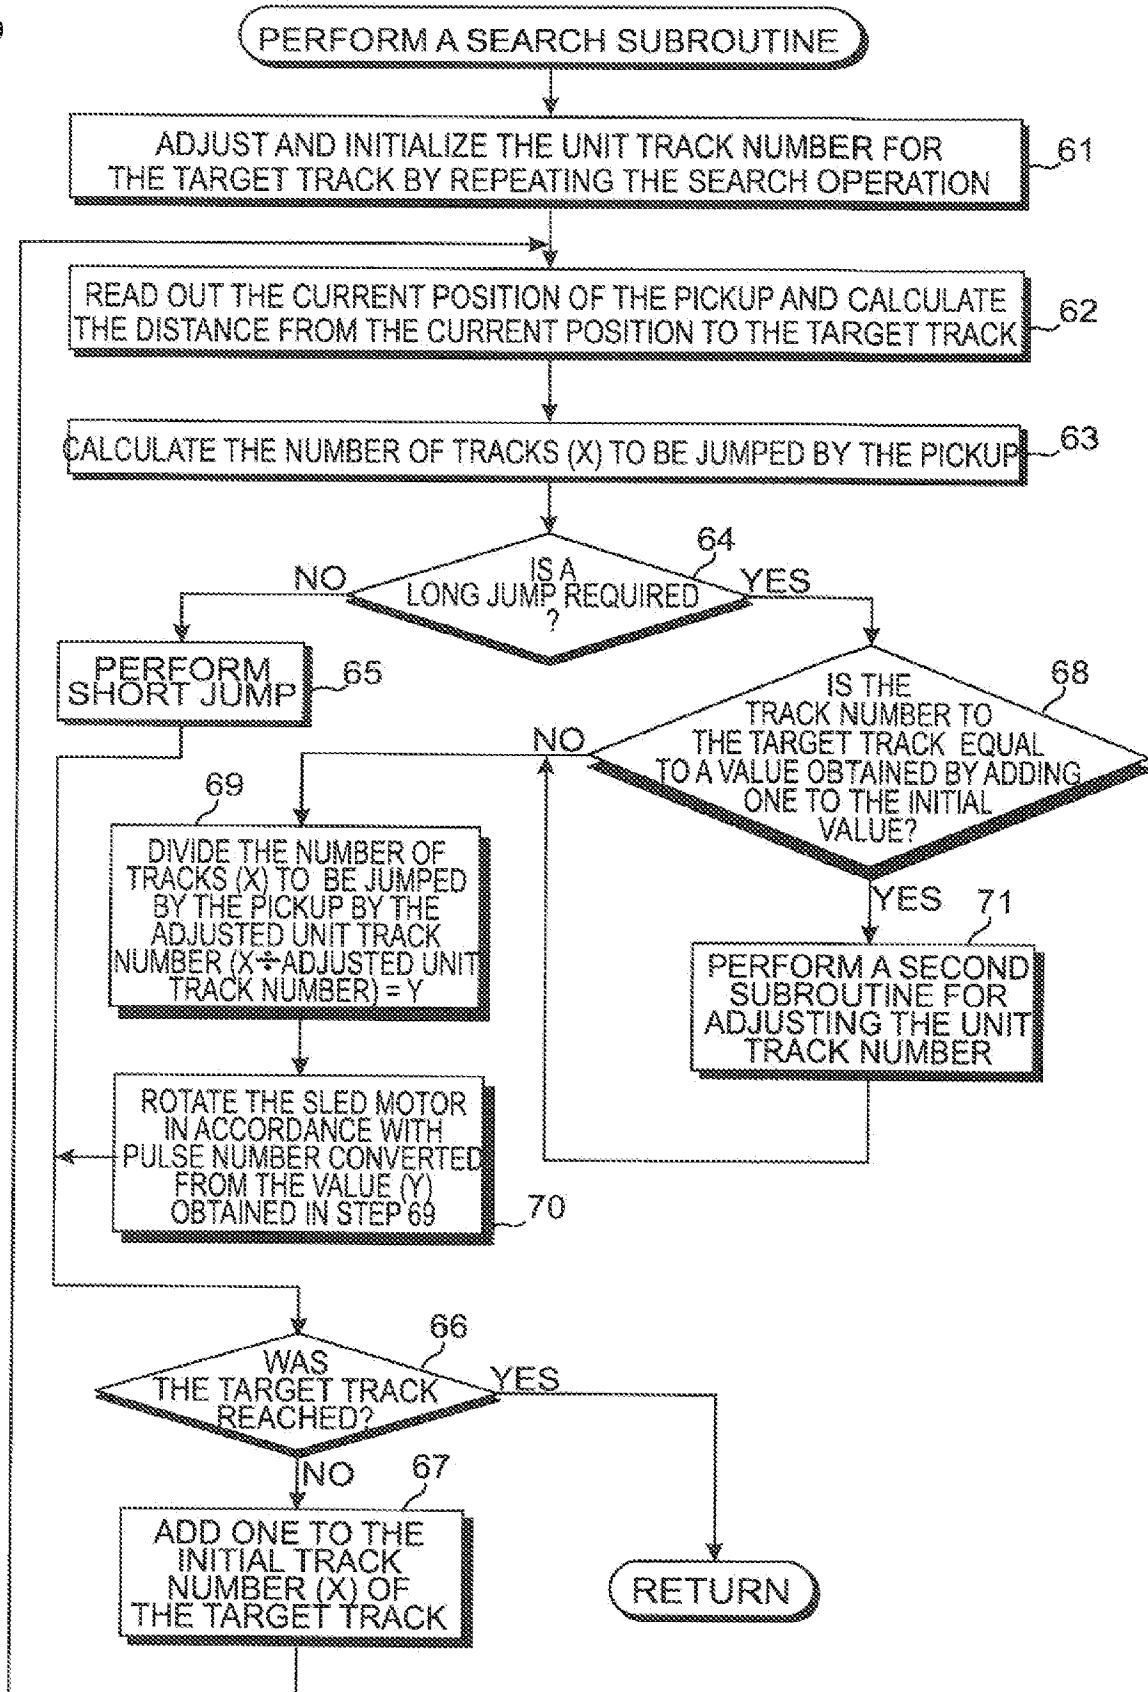 PERFORM A SEARCH SUBROUTINE
ADJUST AND INITIALIZE THE UNIT TRACK NUMBER FOR
THE TARGET TRACK BY REPEATING THE SEARCH OPERATION
61
READ OUT THE CURRENT POSITION OF THE PICKUP AND CALCULATE
THE DISTANCE FROM THE CURRENT POSITION TO THE TARGET TRACK
62
CALCULATE THE NUMBER OF TRACKS (X) TO BE JUMPED BY THE PICKUP
63
64
IS A
LONG JUMP REQUIRED
?
NO
YES
PERFORM
SHORT JUMP
65
68
IS THE
TRACK NUMBER TO
THE TARGET TRACK EQUAL
TO A VALUE OBTAINED BY ADDING
ONE TO THE INITIAL
VALUE?
NO
YES
69
DIVIDE THE NUMBER OF
TRACKS (X) TO BE JUMPED
BY THE PICKUP BY THE
ADJUSTED UNIT TRACK
NUMBER (X÷ADJUSTED UNIT
TRACK NUMBER) = Y
71
PERFORM A SECOND
SUBROUTINE FOR
ADJUSTING THE UNIT
TRACK NUMBER
ROTATE THE SLED MOTOR
IN ACCORDANCE WITH
PULSE NUMBER CONVERTED
FROM THE VALUE (Y)
OBTAINED IN STEP 69
70
66
WAS
THE TARGET TRACK
REACHED?
YES
NO
67
ADD ONE TO THE
INITIAL TRACK
NUMBER (X) OF
THE TARGET TRACK
RETURN